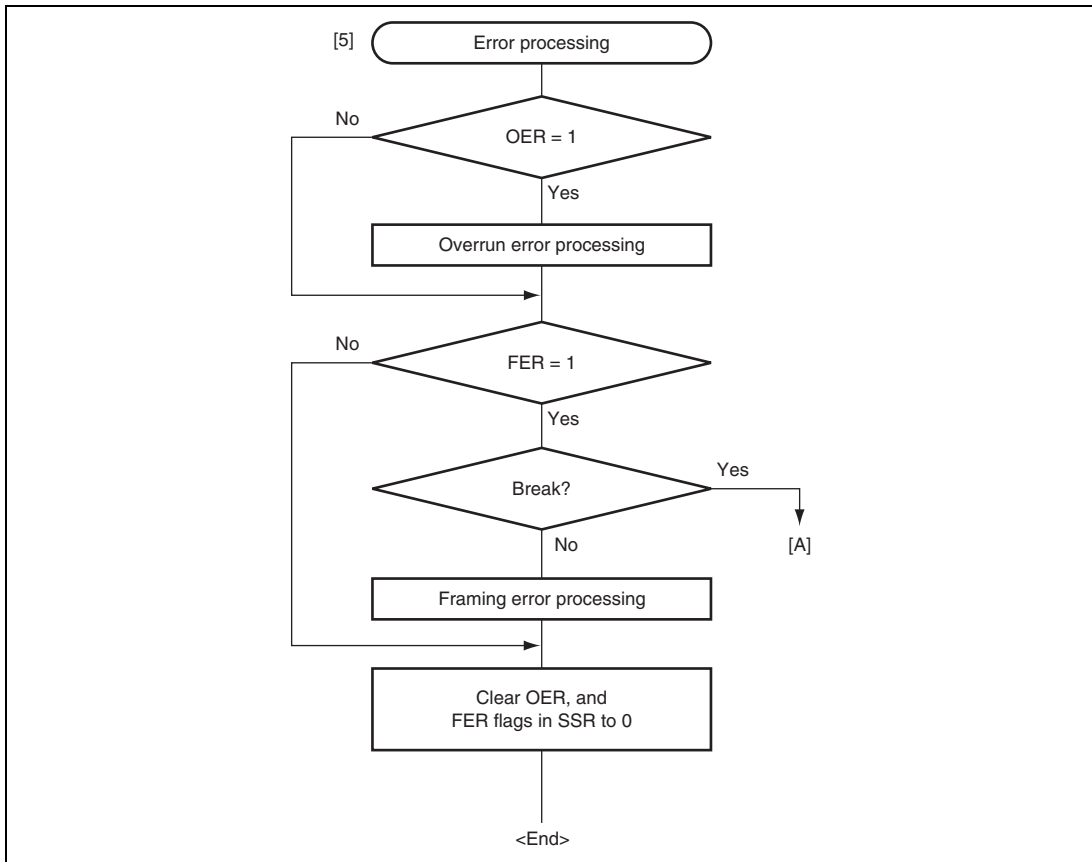 [5]
Error processing
No
OER = 1
Yes
Overrun error processing
No
FER = 1
Yes
Break?
Yes
[A]
No
Framing error processing
Clear OER, and
FER flags in SSR to 0
<End>